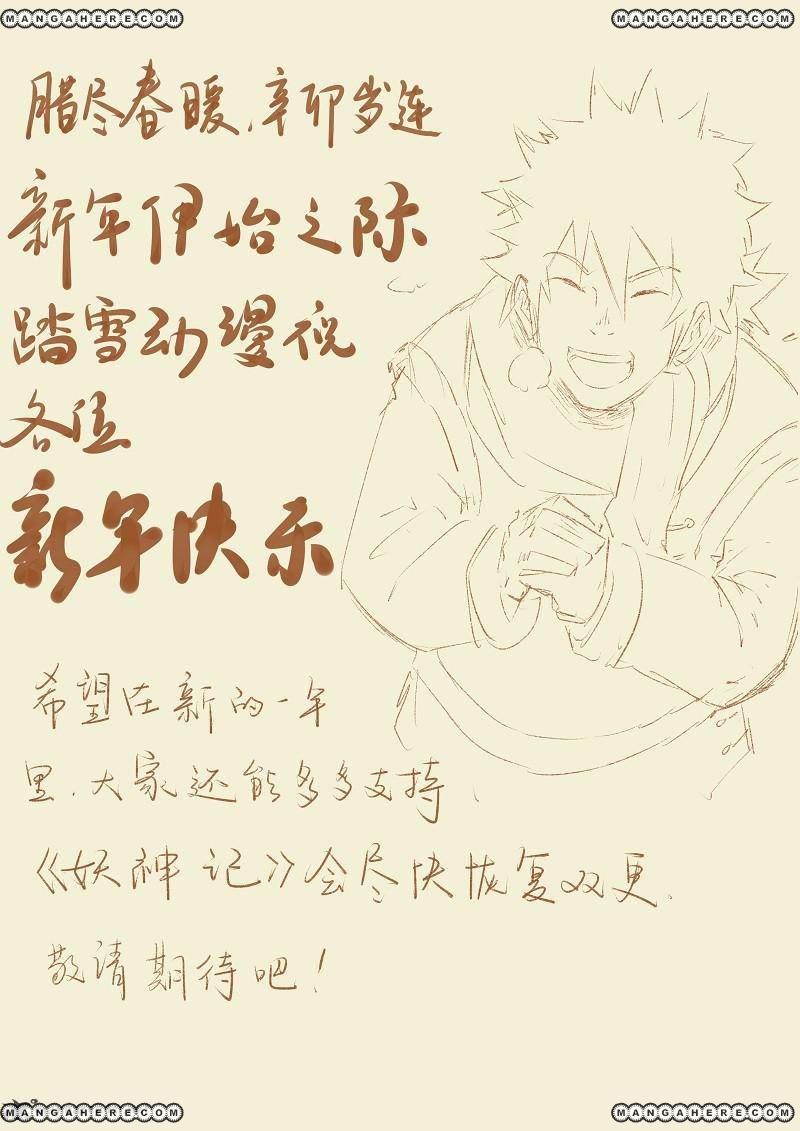 MANGAHERE.COM MANGAHERE.COM
腊尽春暖，辛卯岁连
新年伊始之际
踏雪动漫祝
各位
新年快乐
希望在新的一年
里，大家还能多多支持
《妖神记》会尽快恢复双更.
敬请期待吧！
MANGAHERE.COM MANGAHERE.COM